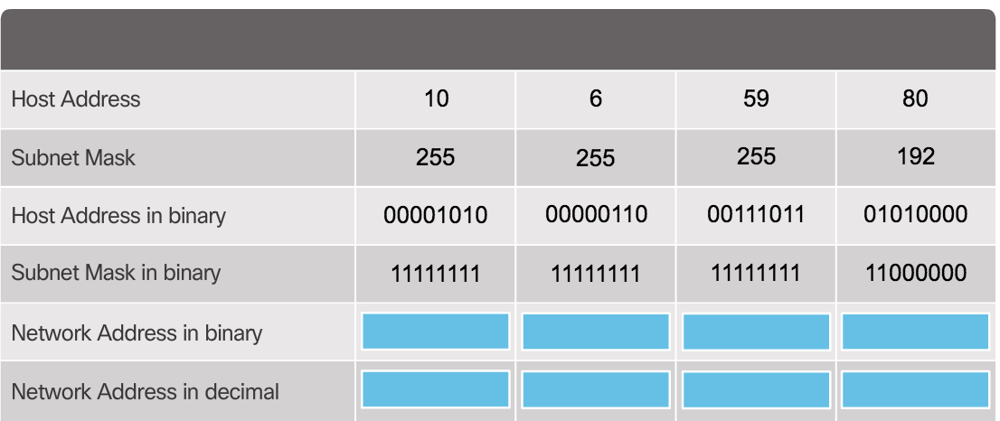 Host Address 10 6 59 80
Subnet Mask 255 255 255 192
Host Address in binary 00001010 00000110 00111011 01010000
Subnet Mask in binary 11111111 11111111 11111111 11000000
Network Address in binary
Network Address in decimal